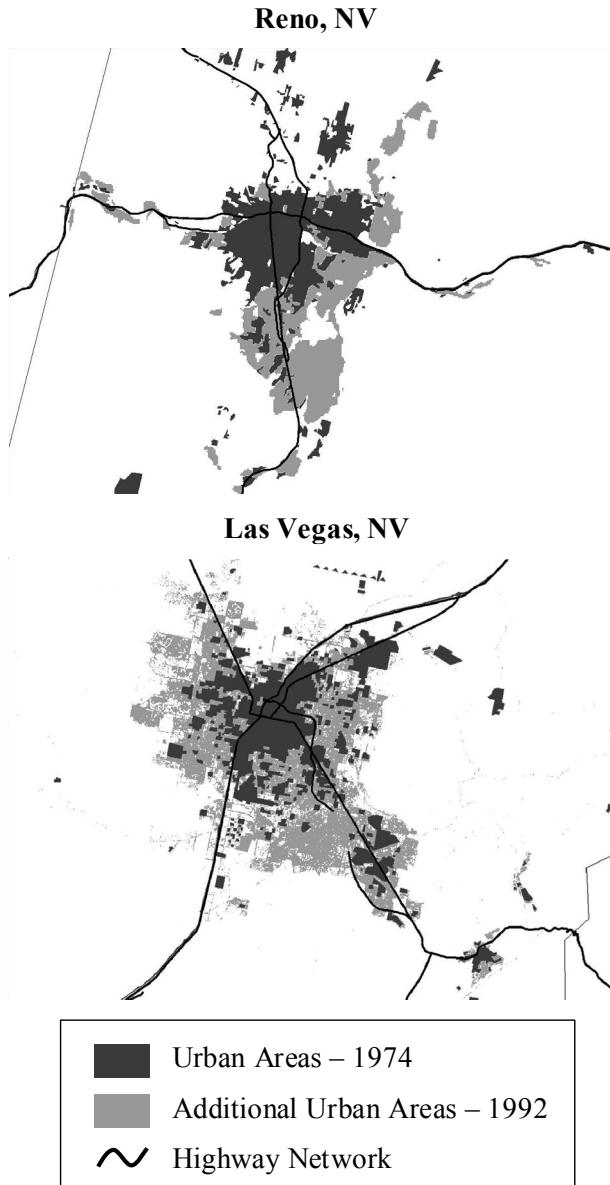 Reno, NV
Las Vegas, NV
Urban Areas – 1974
Additional Urban Areas – 1992
Highway Network